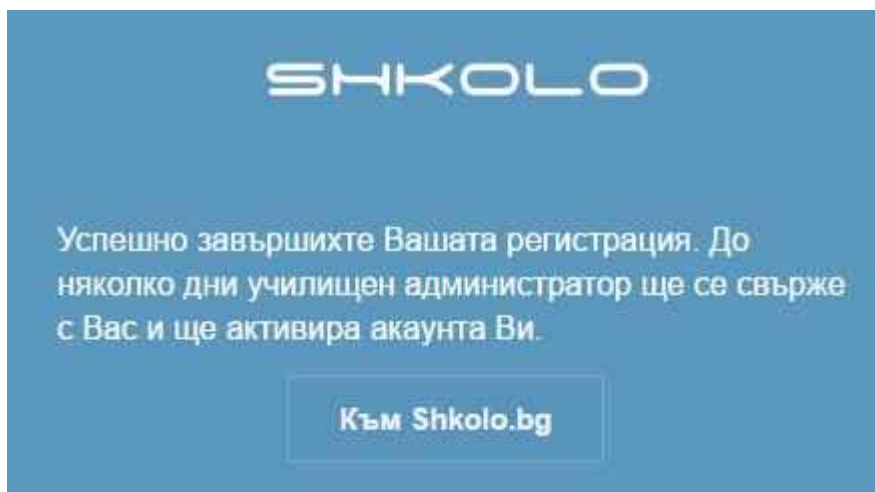 SHKOLO
Успешно завършихте Вашата регистрация. До
няколко дни училищен администратор ще се свърже
с Вас и ще активира акаунта Ви.
Към Shkolo.bg